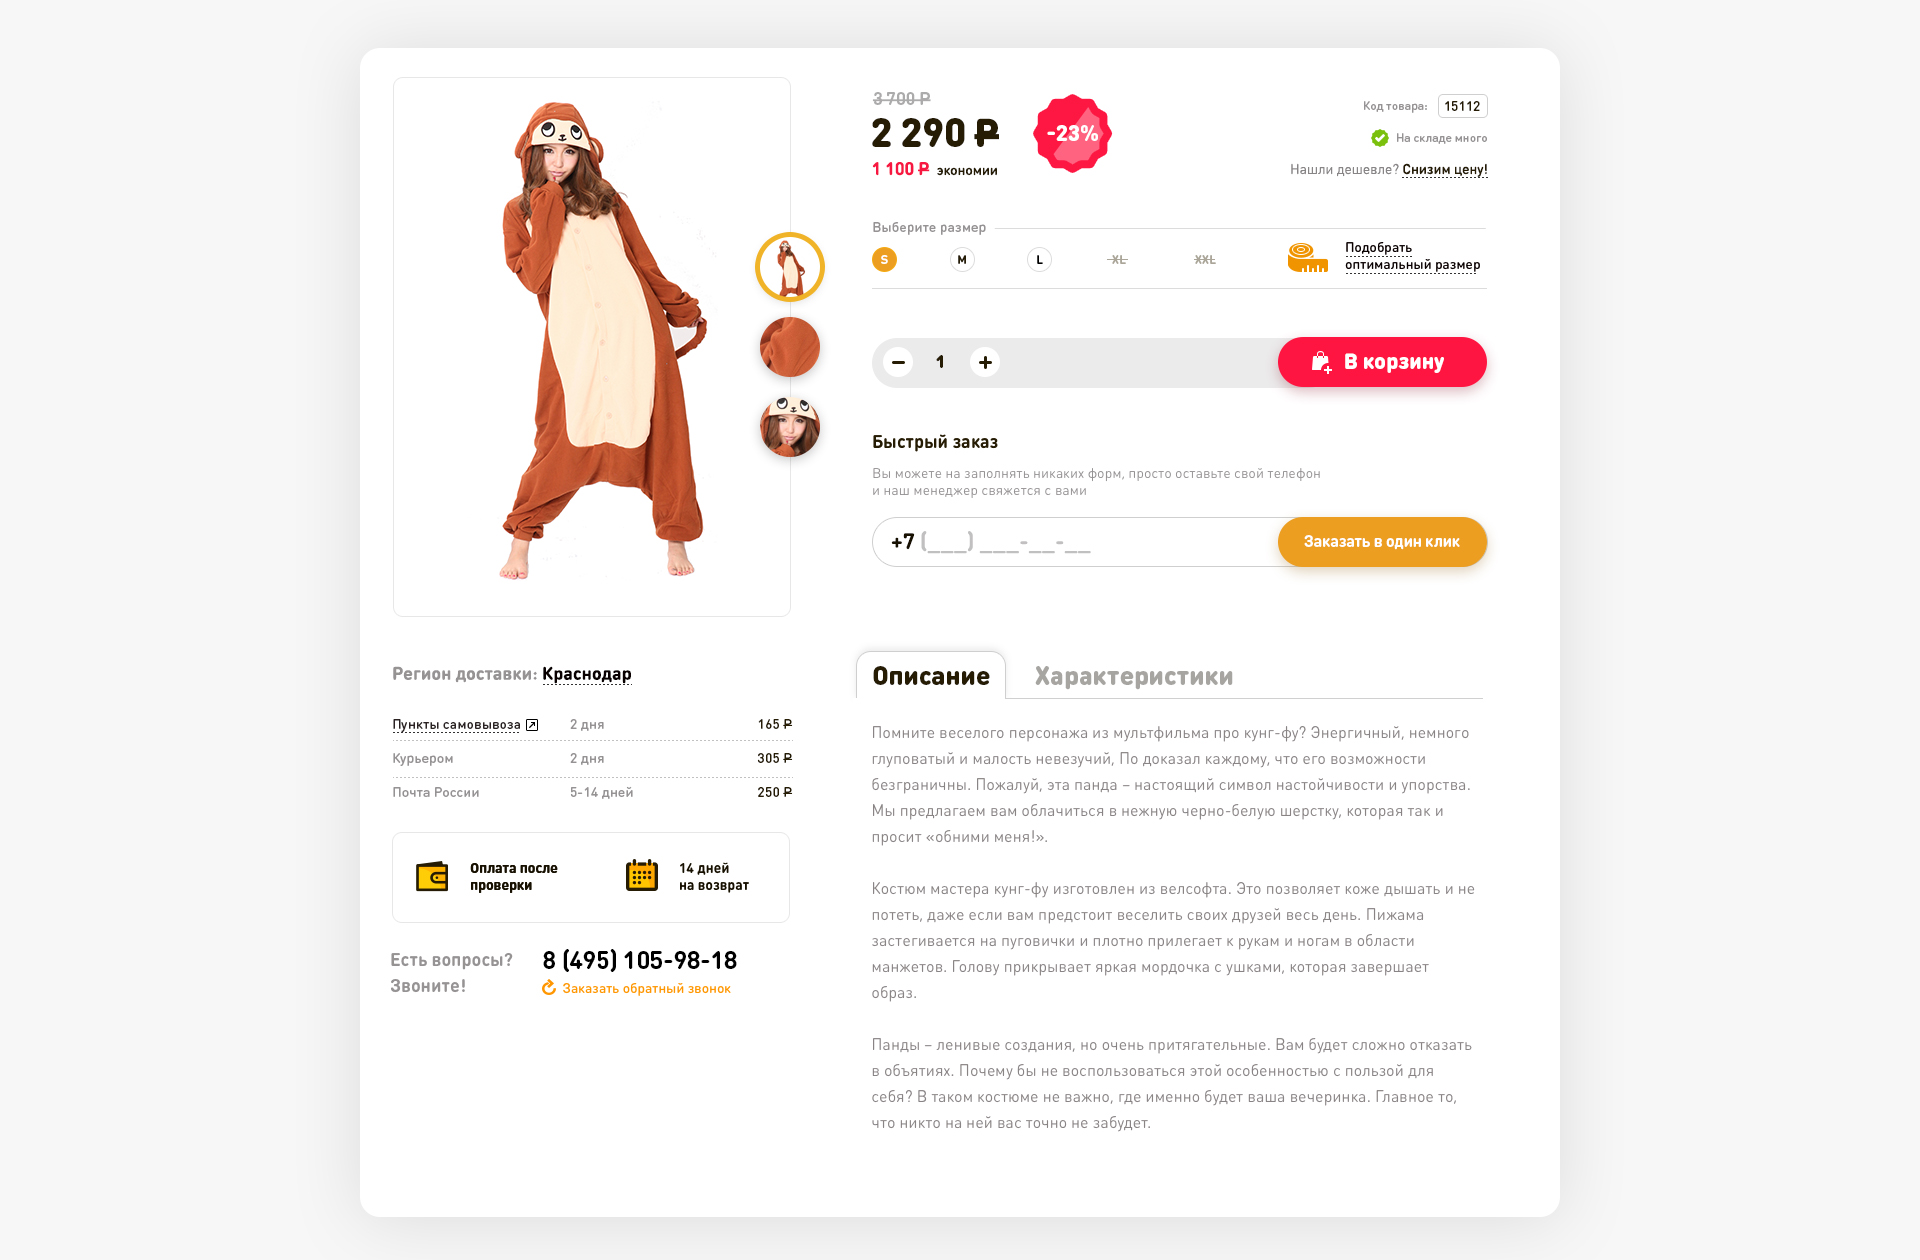 3 700 ₽
2 290 ₽
1 100 ₽ экономии
-23%
Код товара: 15112
На складе много
Нашли дешевле? Снизим цену!
Выберите размер
S M L XL XXL
Подобрать
оптимальный размер
− 1 +
В корзину
Быстрый заказ
Вы можете на заполнять никаких форм, просто оставьте свой телефон
и наш менеджер свяжется с вами
+7 (___) ___-__-__
Заказать в один клик
Регион доставки: Краснодар
Пункты самовывоза 2 дня 165 ₽
Курьером 2 дня 305 ₽
Почта России 5-14 дней 250 ₽
Оплата после
проверки
14 дней
на возврат
Есть вопросы?
Звоните!
8 (495) 105-98-18
Заказать обратный звонок
Описание Характеристики
Помните веселого персонажа из мультфильма про кунг-фу? Энергичный, немного
глуповатый и малость невезучий, По доказал каждому, что его возможности
безграничны. Пожалуй, эта панда – настоящий символ настойчивости и упорства.
Мы предлагаем вам облачиться в нежную черно-белую шерстку, которая так и
просит «обними меня!».
Костюм мастера кунг-фу изготовлен из велсофта. Это позволяет коже дышать и не
потеть, даже если вам предстоит веселить своих друзей весь день. Пижама
застегивается на пуговички и плотно прилегает к рукам и ногам в области
манжетов. Голову прикрывает яркая мордочка с ушками, которая завершает
образ.
Панды – ленивые создания, но очень притягательные. Вам будет сложно отказать
в объятиях. Почему бы не воспользоваться этой особенностью с пользой для
себя? В таком костюме не важно, где именно будет ваша вечеринка. Главное то,
что никто на ней вас точно не забудет.